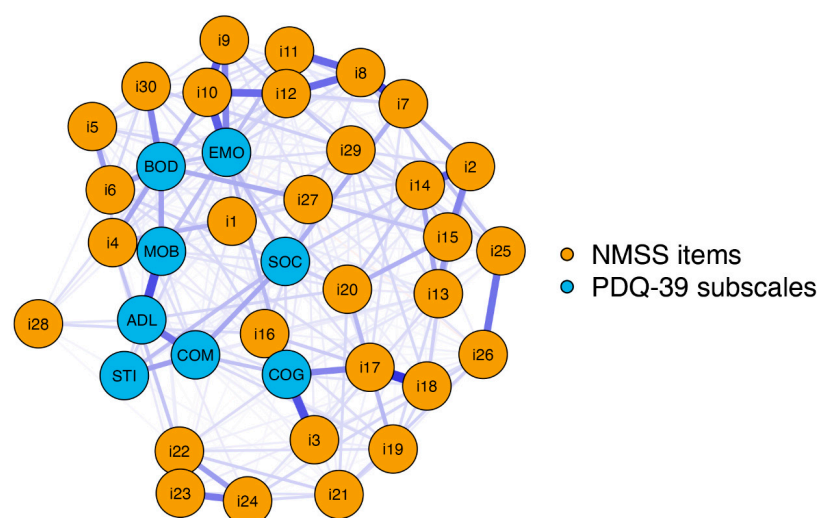 i9
i11
i8
i30
i10
i12
i7
i5
BOD
EMO
i29
i2
i14
i6
i27
i1
i4
MOB
SOC
i15
i25
NMSS items
PDQ-39 subscales
i20
i13
i28
ADL
i16
COM
STI
COG
i17
i18
i26
i3
i19
i22
i23
i24
i21